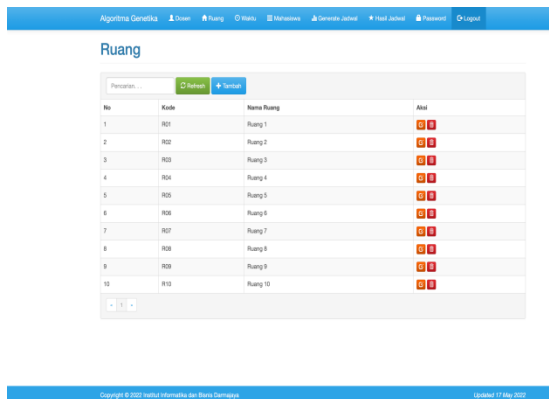 Algoritma Genetika Dosen Ruang Waktu Mahasiswa Generate Jadwal Hasil Jadwal Password Logout
Ruang
Pencarian. . . Refresh Tambah
No Kode Nama Ruang Aksi
1 R01 Ruang 1
2 R02 Ruang 2
3 R03 Ruang 3
4 R04 Ruang 4
5 R05 Ruang 5
6 R06 Ruang 6
7 R07 Ruang 7
8 R08 Ruang 8
9 R09 Ruang 9
10 R10 Ruang 10
« 1 »
Copyright © 2022 Institut Informatika dan Bisnis Darmajaya Updated 17 May 2022